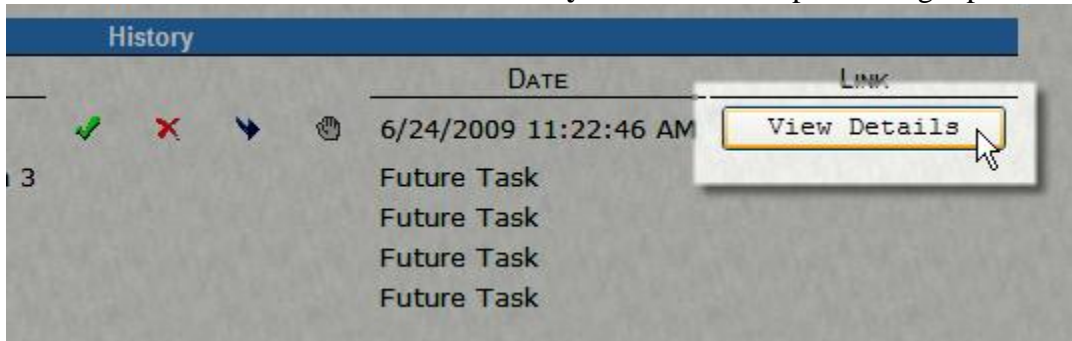 History
DATE LINK
6/24/2009 11:22:46 AM View Details
3 Future Task
Future Task
Future Task
Future Task